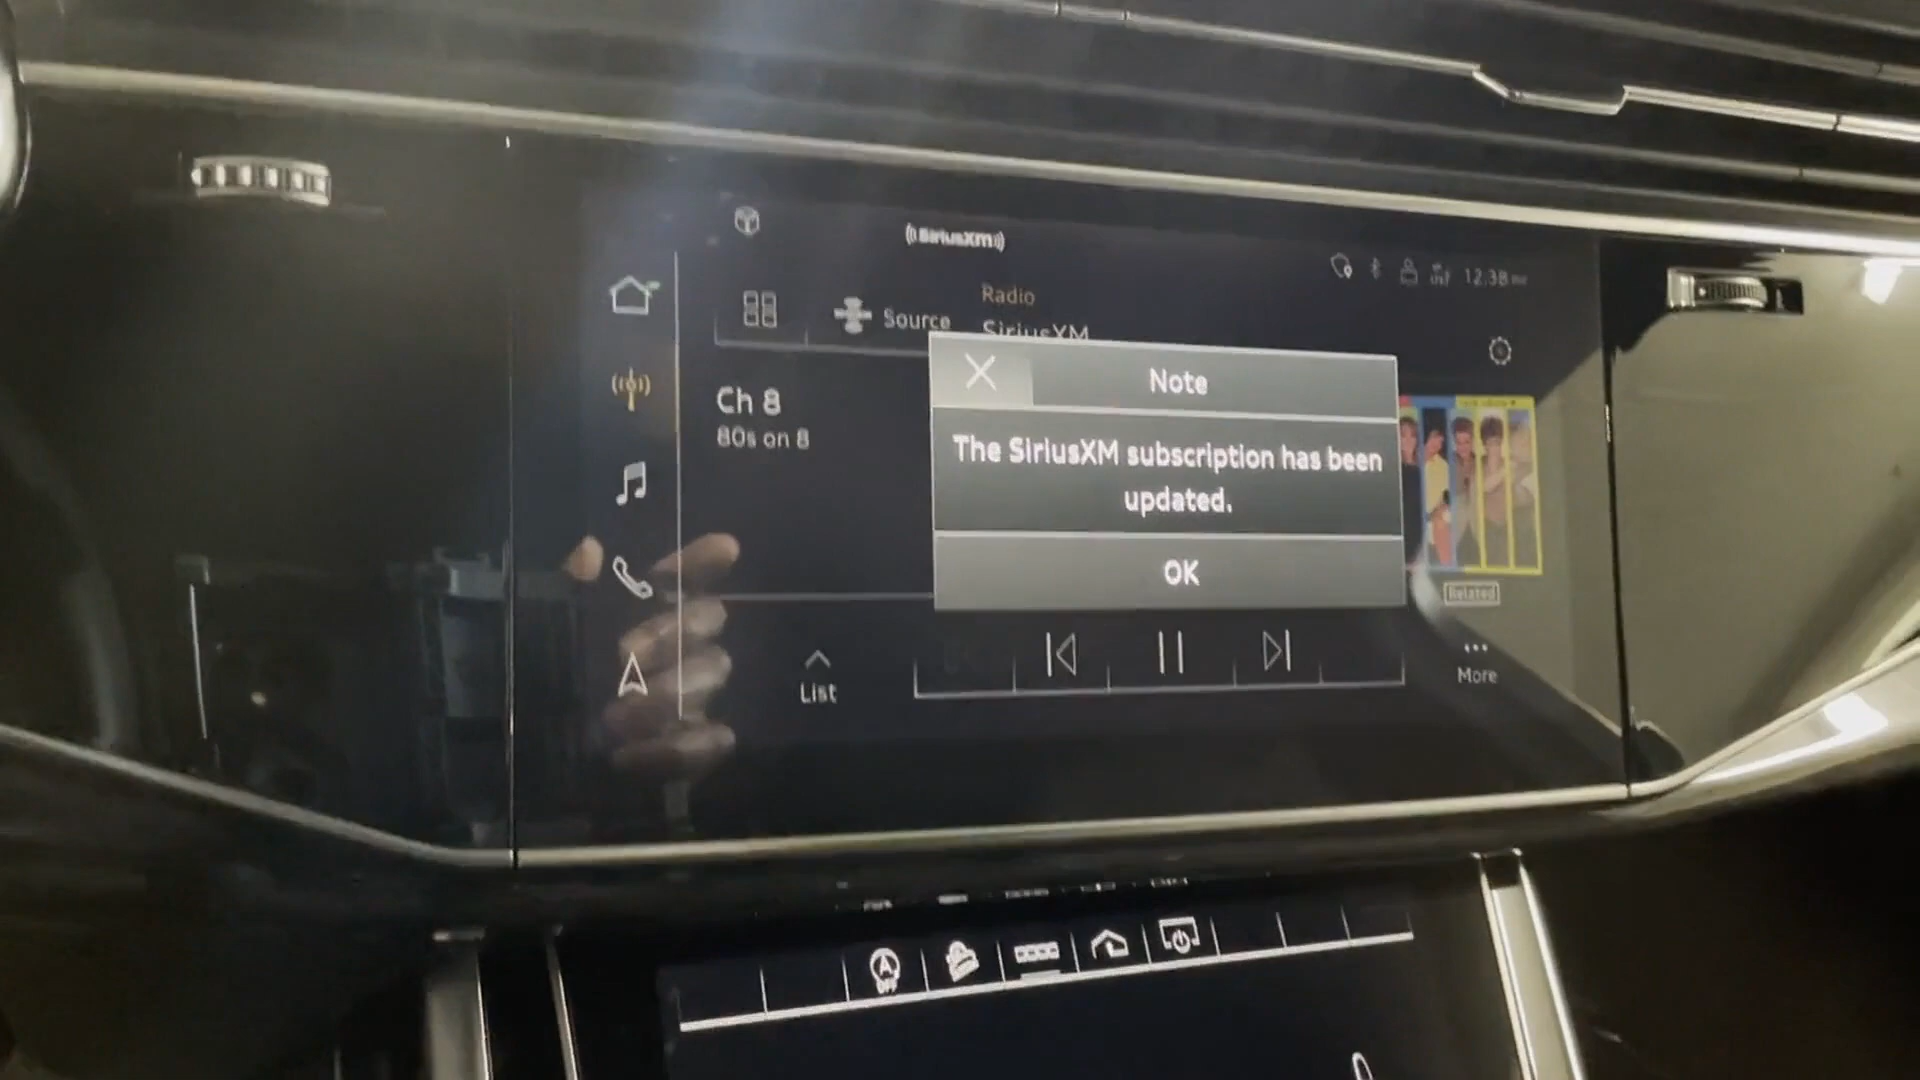 ((SiriusXM))
12:38
Radio
Source
SiriusXM
Note
Ch 8
80s on 8
The SiriusXM subscription has been
updated.
OK
Related
List
More
A
OFF